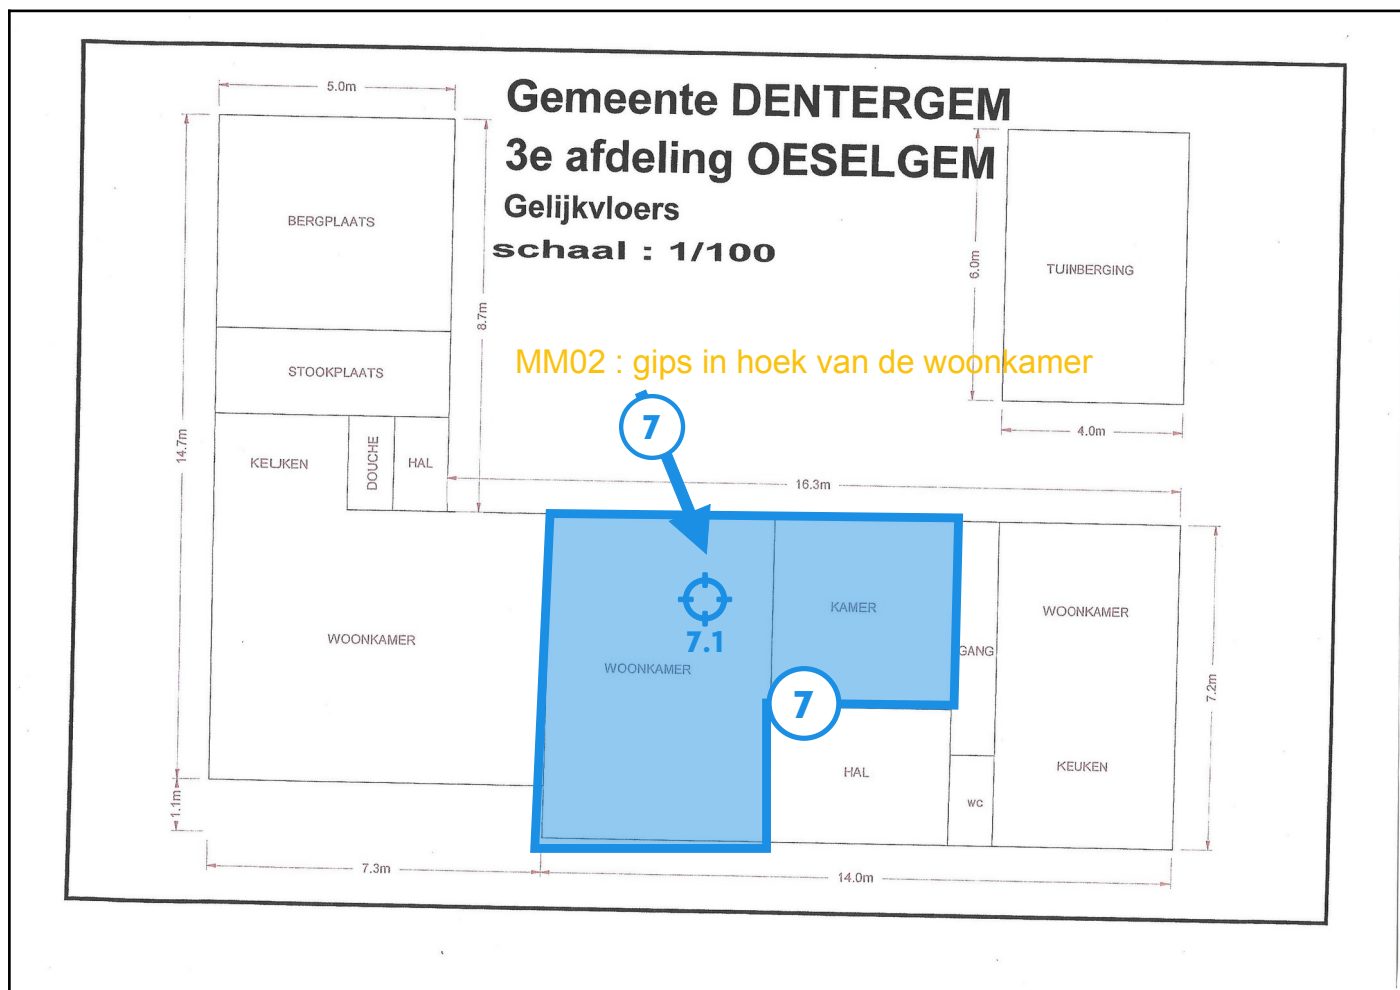 5.0m
Gemeente DENTERGEM
3e afdeling OESELGEM
Gelijkvloers
schaal : 1/100
BERGPLAATS
TUINBERGING
6.0m
8.7m
STOOKPLAATS
MM02 : gips in hoek van de woonkamer
7
4.0m
14.7m
KEUKEN
DOUCHE
HAL
16.3m
KAMER
WOONKAMER
WOONKAMER
7.1
WOONKAMER
GANG
7.2m
7
HAL
KEUKEN
WC
1.1m
7.3m
14.0m